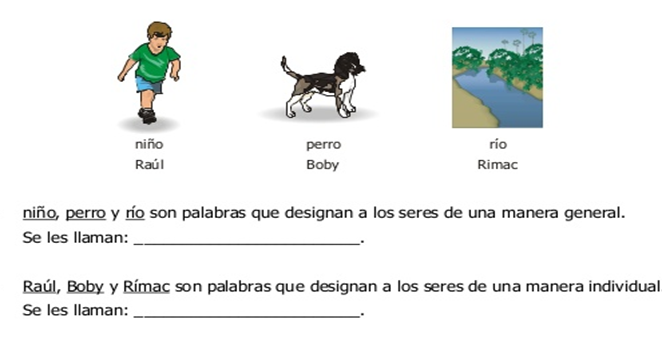 niño perro río
Raúl Boby Rimac
niño, perro y río son palabras que designan a los seres de una manera general.
Se les llaman: ____________________________.
Raúl, Boby y Rímac son palabras que designan a los seres de una manera individual
Se les llaman: ____________________________.